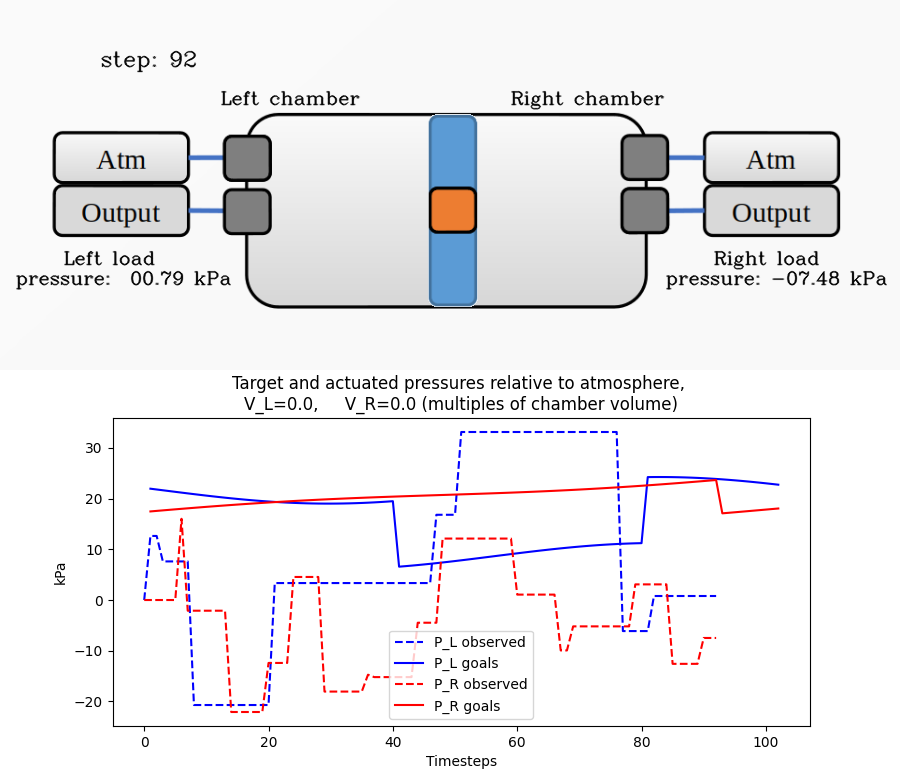 step: 92
Left chamber
Right chamber
Atm
Atm
Output
Output
Left load
pressure:  00.79 kPa
Right load
pressure: −07.48 kPa
Target and actuated pressures relative to atmosphere,
V_L=0.0,     V_R=0.0 (multiples of chamber volume)
kPa
30
20
10
0
−10
−20
P_L observed
P_L goals
P_R observed
P_R goals
0
20
40
60
80
100
Timesteps